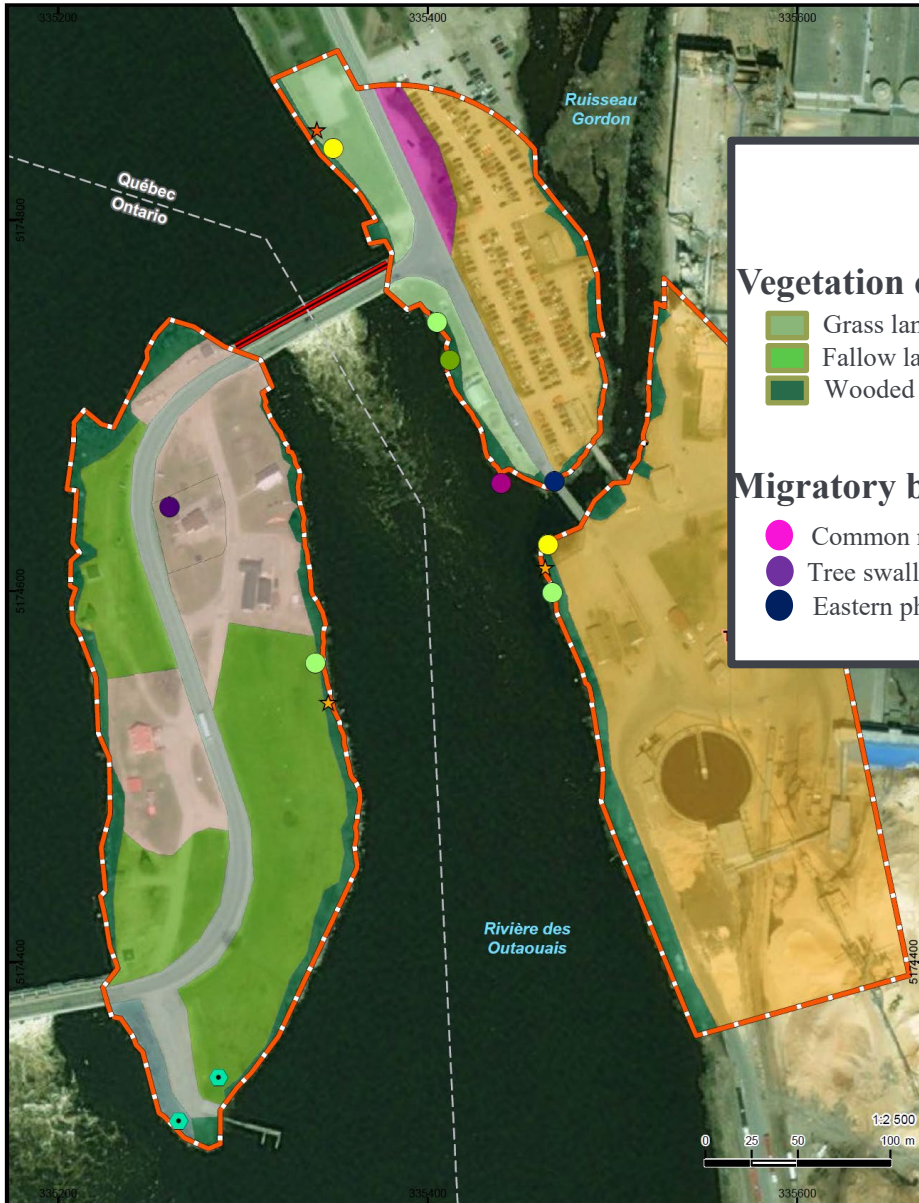 335200
335400
335600
5174800
5174600
5174400
5174400
Ruisseau
Gordon
Québec
Ontario
Vegetation
Grass lan
Fallow la
Wooded
Migratory b
Common
Tree swall
Eastern ph
Rivière des
Outaouais
1:2 500
0 25 50 100 m
335200
335400
335600